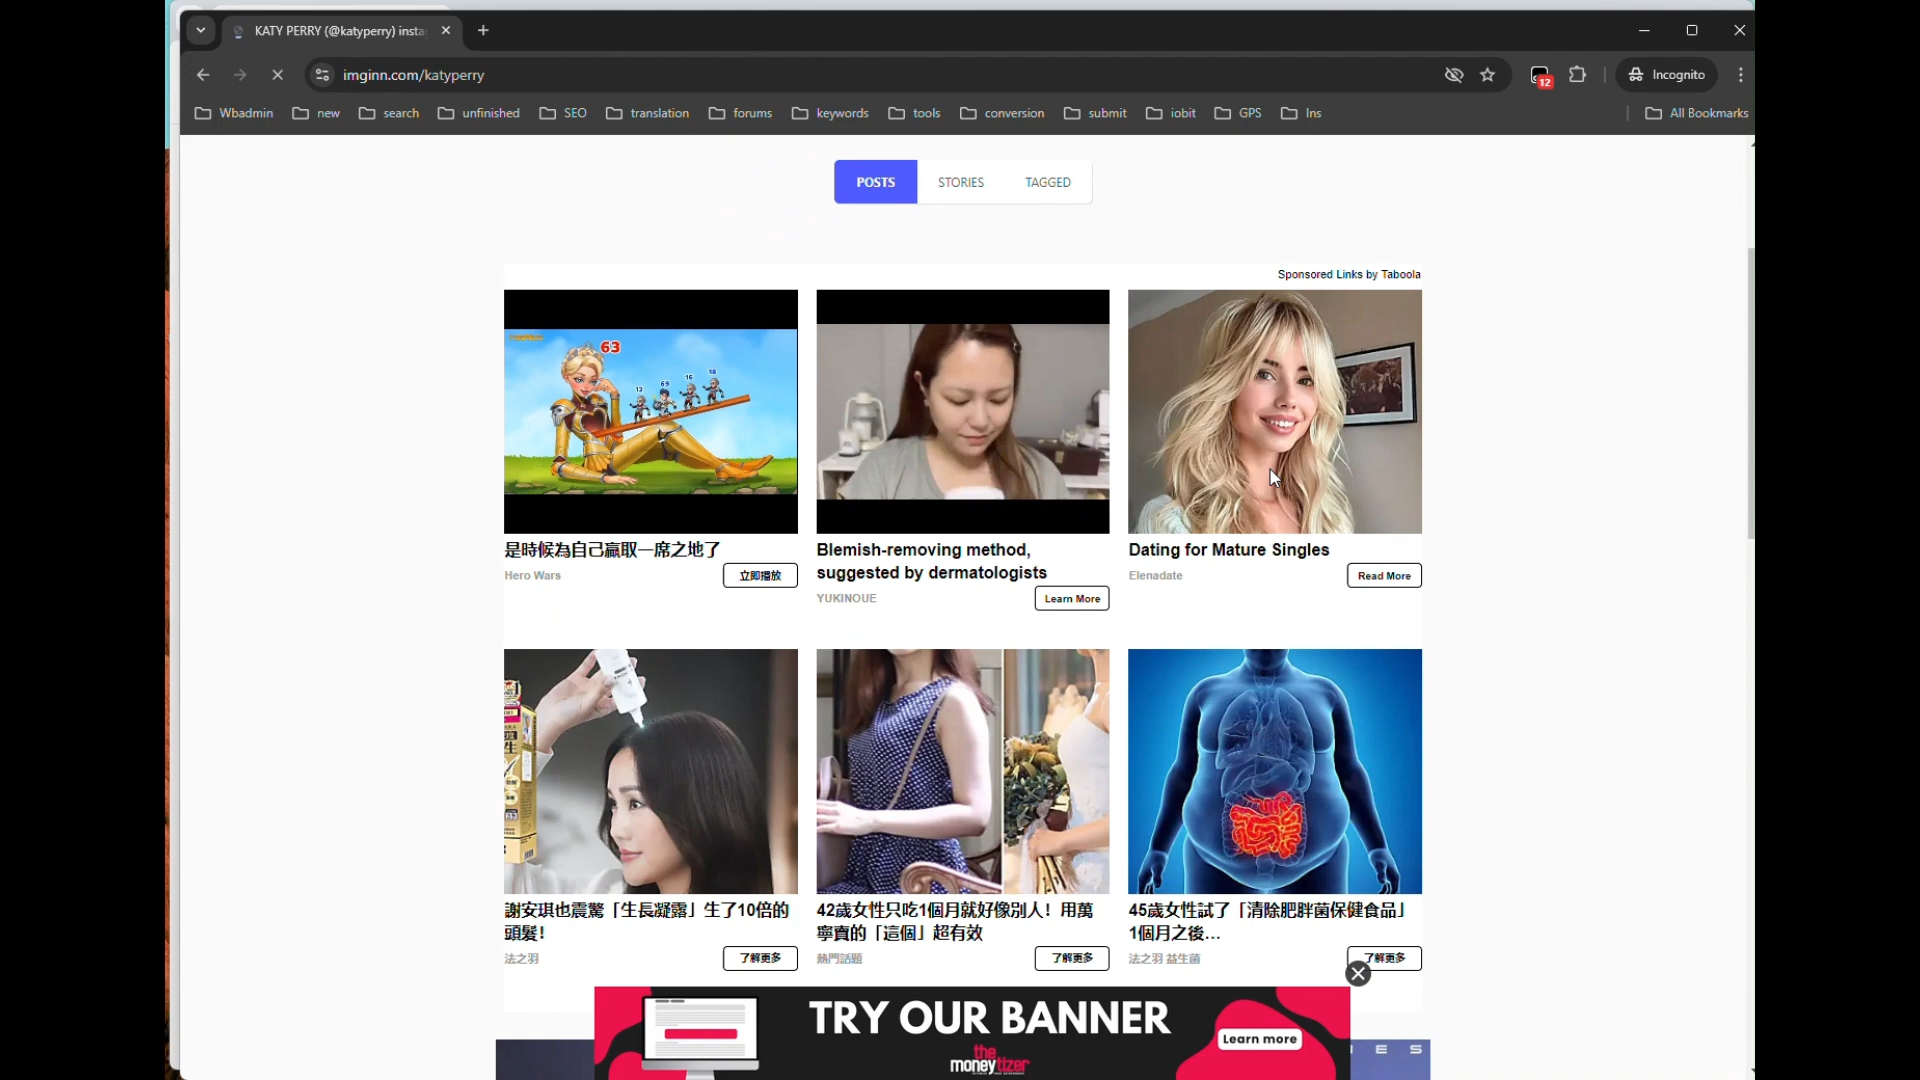 KATY PERRY (@katyperry) insta
imginn.com/katyperry
12
Incognito
Wbadmin
new
search
unfinished
SEO
translation
forums
keywords
tools
conversion
submit
iobit
GPS
Ins
All Bookmarks
POSTS
STORIES
TAGGED
Sponsored Links by Taboola
63
13
69
16
18
是時候為自己贏取一席之地了
Hero Wars
立即播放
Blemish-removing method,
suggested by dermatologists
YUKINOUE
Learn More
Dating for Mature Singles
Elenadate
Read More
謝安琪也震驚「生長凝露」生了10倍的
頭髮!
法之羽
了解更多
42歲女性只吃1個月就好像別人！用萬
寧賣的「這個」超有效
熱門話題
了解更多
45歲女性試了「清除肥胖菌保健食品」
1個月之後…
法之羽 益生菌
了解更多
TRY OUR BANNER
the
moneytizer
Learn more
E S